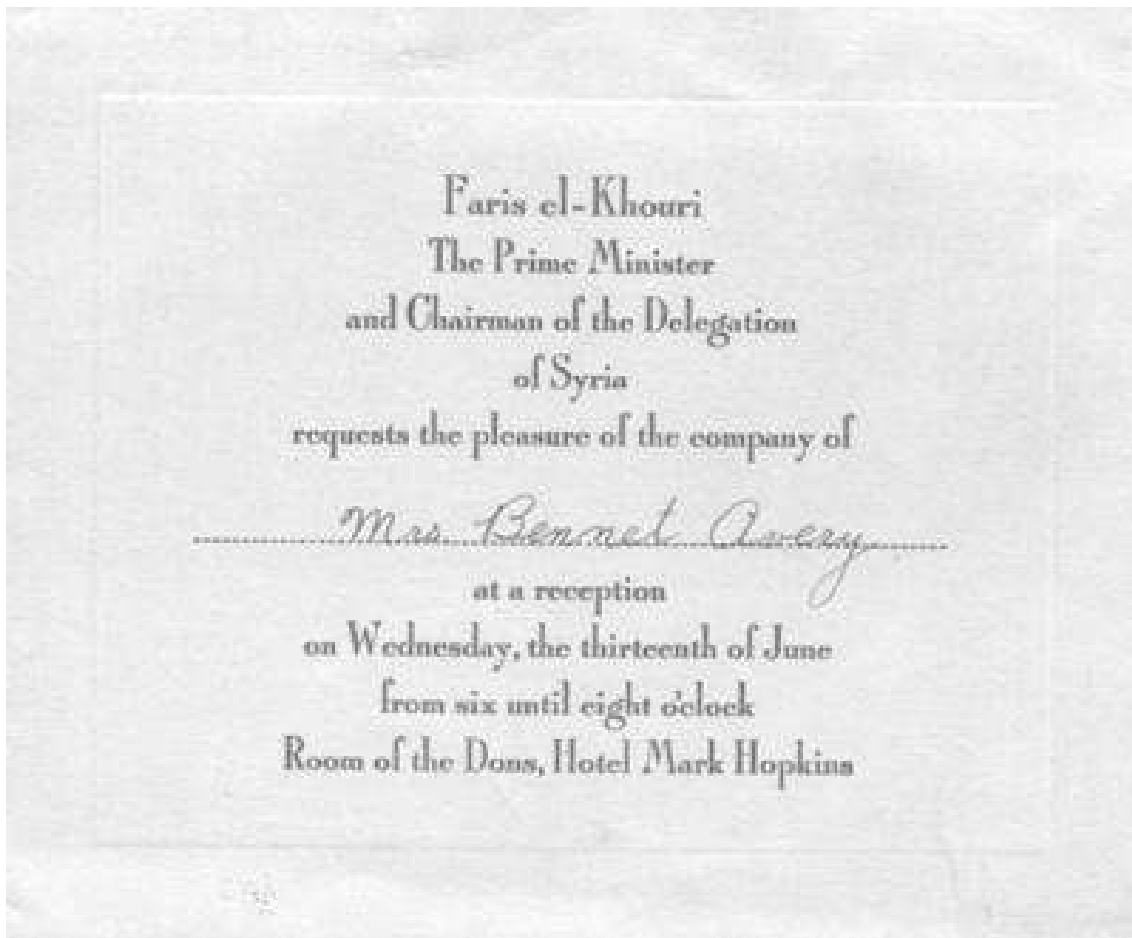 Faris el-Khouri
The Prime Minister
and Chairman of the Delegation
of Syria
requests the pleasure of the company of
Mrs. Bennet Avery
at a reception
on Wednesday, the thirteenth of June
from six until eight o'clock
Room of the Dons, Hotel Mark Hopkins